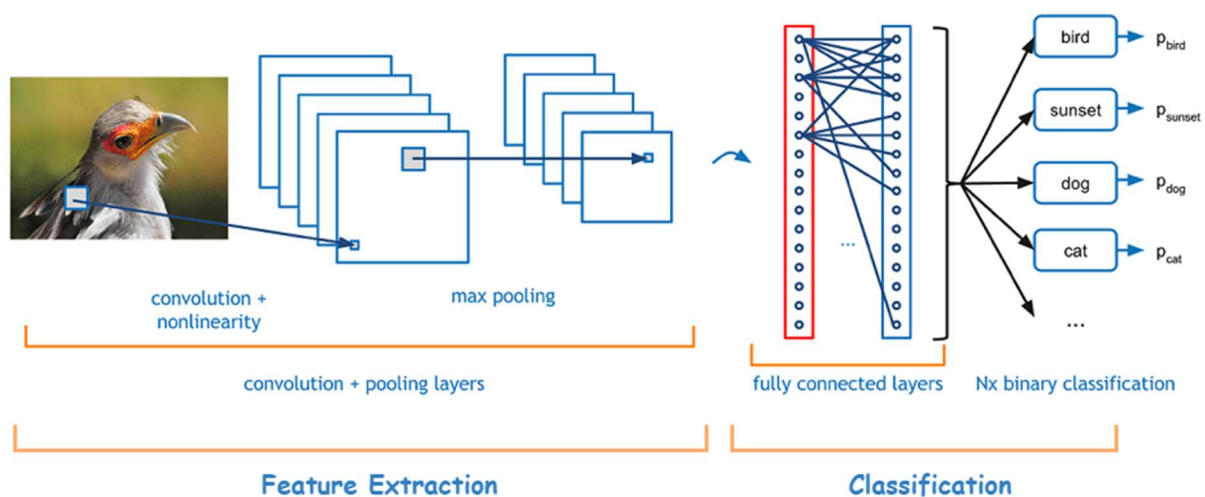 bird
p_bird
sunset
p_sunset
dog
p_dog
cat
p_cat
...
...
convolution +
nonlinearity
max pooling
convolution + pooling layers
fully connected layers
Nx binary classification
Feature Extraction
Classification